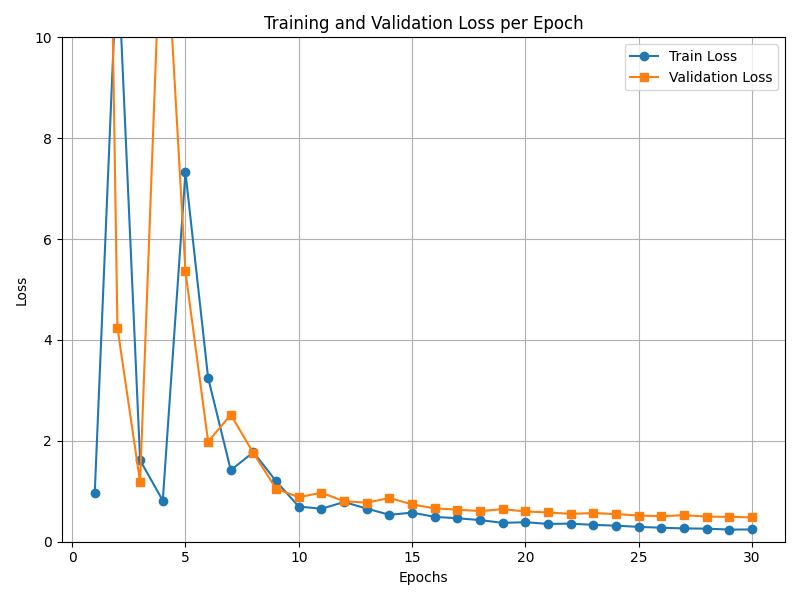 Training and Validation Loss per Epoch
Train Loss
Validation Loss
Loss
10
8
6
4
2
0
0 5 10 15 20 25 30
Epochs